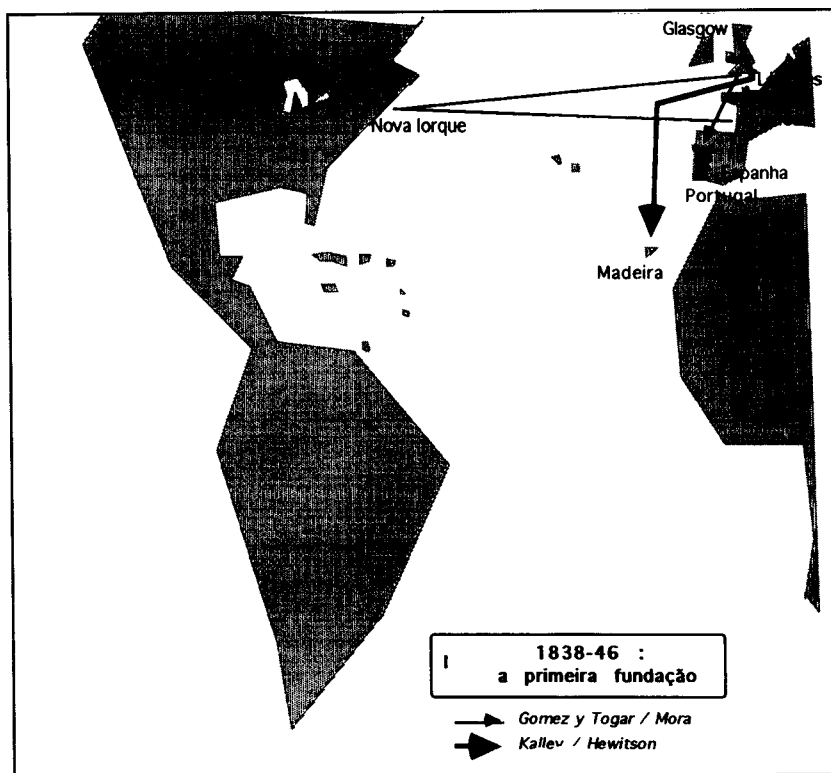 Glasgow
Nova Iorque
Portugal
Madeira
1838-46 :
a primeira fundação
Gomez y Togar / Mora
Kalley / Hewitson